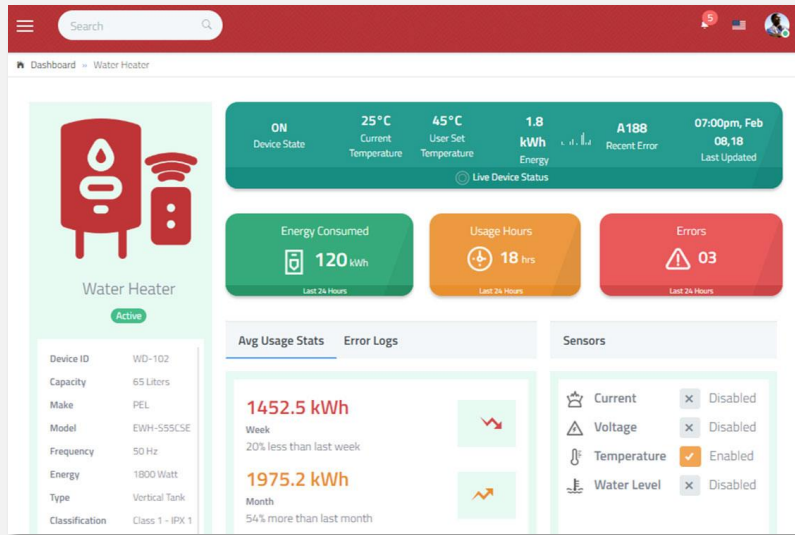 Search
5
Dashboard » Water Heater
Water Heater
Active
Device ID WD-102
Capacity 65 Liters
Make PEL
Model EWH-S55CSE
Frequency 50 Hz
Energy 1800 Watt
Type Vertical Tank
Classification Class 1 - IPX 1
ON
Device State
25°C
Current
Temperature
45°C
User Set
Temperature
1.8
kWh
Energy
A188
Recent Error
07:00pm, Feb
08,18
Last Updated
Live Device Status
Energy Consumed
120 kWh
Last 24 Hours
Usage Hours
18 hrs
Last 24 Hours
Errors
03
Last 24 Hours
Avg Usage Stats Error Logs
1452.5 kWh
Week
20% less than last week
1975.2 kWh
Month
54% more than last month
Sensors
Current Disabled
Voltage Disabled
Temperature Enabled
Water Level Disabled